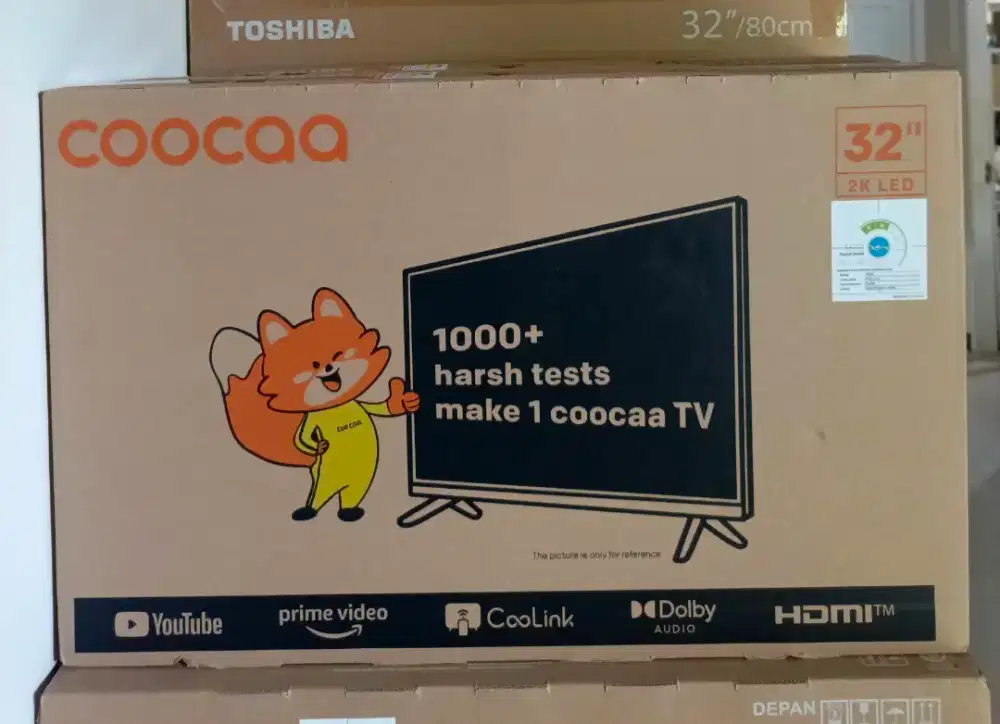 TOSHIBA
32"/80cm
coocaa
32"
2K LED
1000+
harsh tests
make 1 coocaa TV
coocaa
The picture is only for reference
YouTube
prime video
CooLink
Dolby
AUDIO
HDMI™
DEPAN